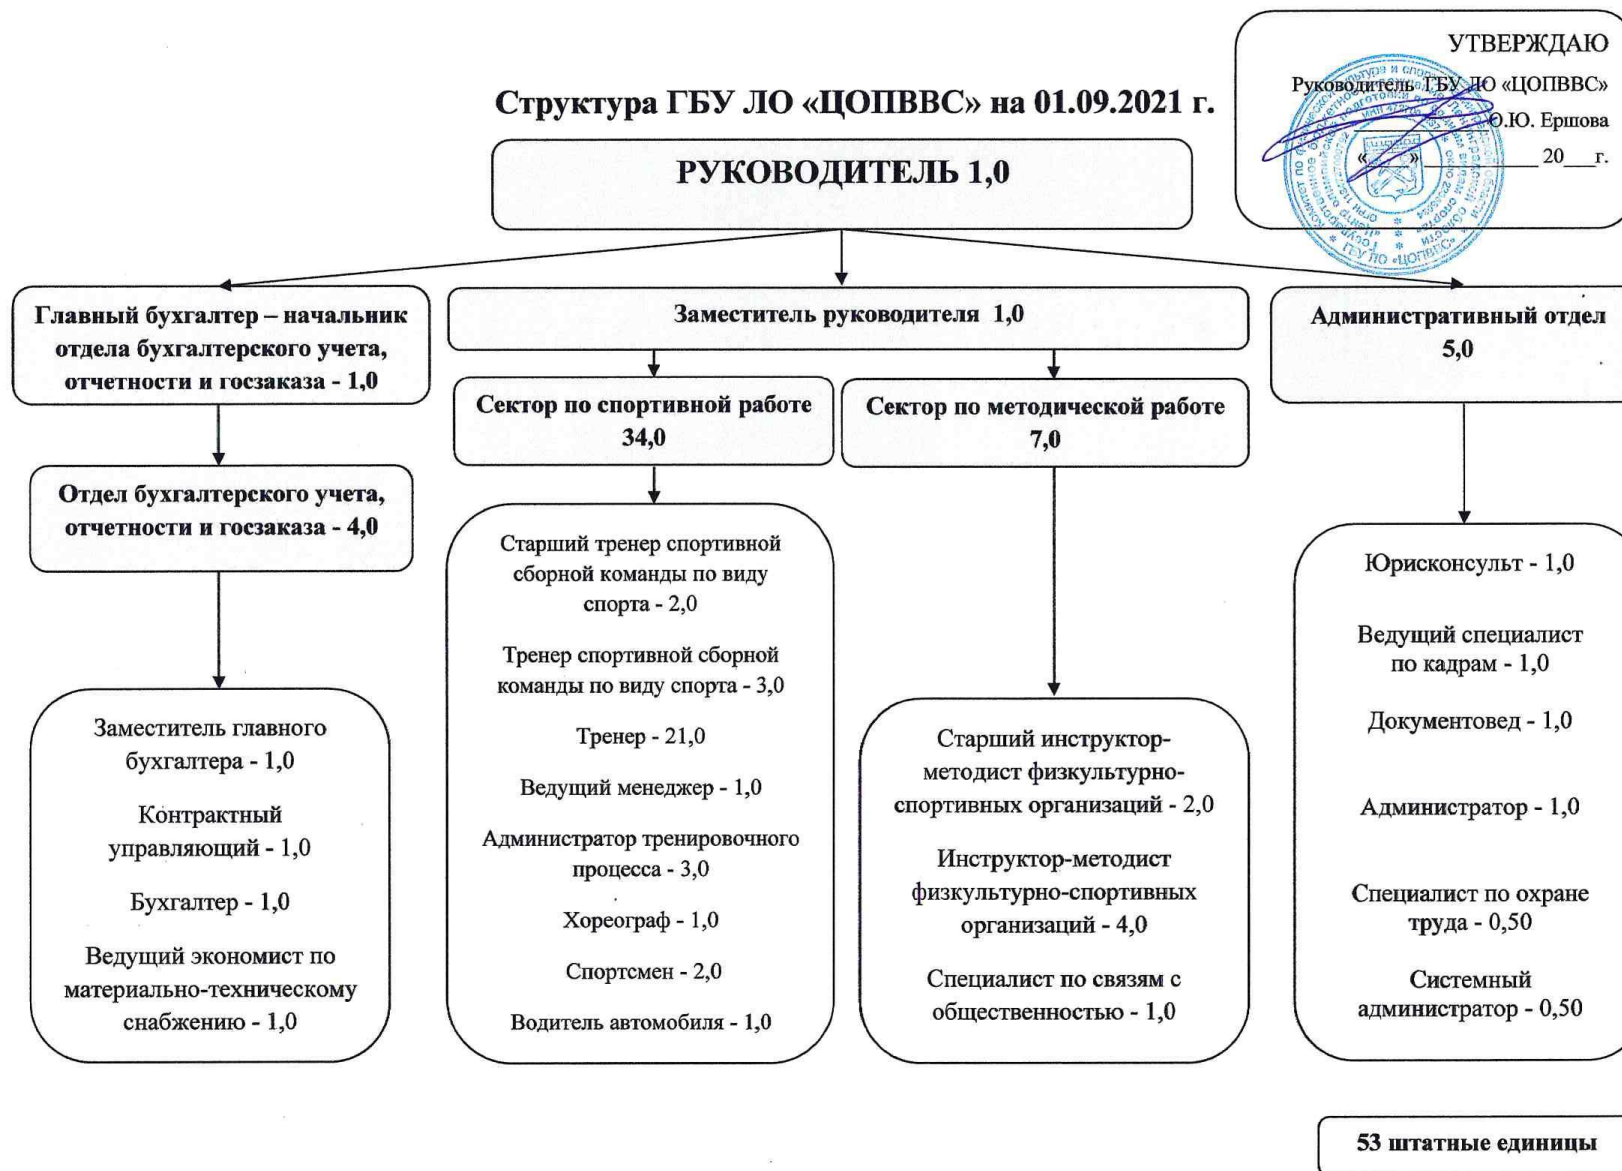 УТВЕРЖДАЮ
Руководитель ГБУ ЛО «ЦОПВВС»
О.Ю. Ершова
«____»____________ 20___г.
Структура ГБУ ЛО «ЦОПВВС» на 01.09.2021 г.
РУКОВОДИТЕЛЬ 1,0
Главный бухгалтер – начальник
отдела бухгалтерского учета,
отчетности и госзаказа - 1,0
Отдел бухгалтерского учета,
отчетности и госзаказа - 4,0
Заместитель главного
бухгалтера - 1,0
Контрактный
управляющий - 1,0
Бухгалтер - 1,0
Ведущий экономист по
материально-техническому
снабжению - 1,0
Заместитель руководителя 1,0
Сектор по спортивной работе
34,0
Старший тренер спортивной
сборной команды по виду
спорта - 2,0
Тренер спортивной сборной
команды по виду спорта - 3,0
Тренер - 21,0
Ведущий менеджер - 1,0
Администратор тренировочного
процесса - 3,0
Хореограф - 1,0
Спортсмен - 2,0
Водитель автомобиля - 1,0
Сектор по методической работе
7,0
Старший инструктор-
методист физкультурно-
спортивных организаций - 2,0
Инструктор-методист
физкультурно-спортивных
организаций - 4,0
Специалист по связям с
общественностью - 1,0
Административный отдел
5,0
Юрисконсульт - 1,0
Ведущий специалист
по кадрам - 1,0
Документовед - 1,0
Администратор - 1,0
Специалист по охране
труда - 0,50
Системный
администратор - 0,50
53 штатные единицы
ГБУ ЛО «ЦОПВВС»